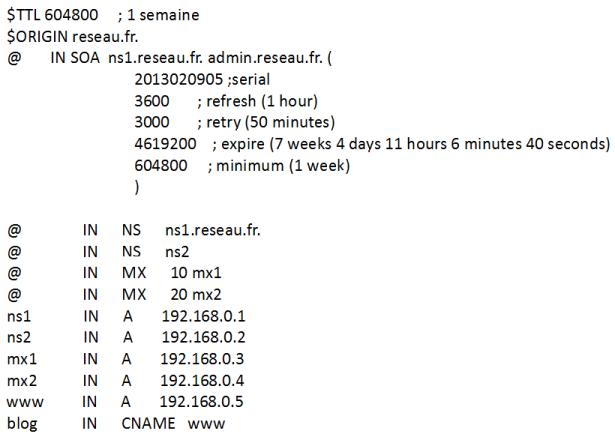 $TTL 604800 ; 1 semaine
$ORIGIN reseau.fr.
@ IN SOA ns1.reseau.fr. admin.reseau.fr. (
2013020905 ;serial
3600 ; refresh (1 hour)
3000 ; retry (50 minutes)
4619200 ; expire (7 weeks 4 days 11 hours 6 minutes 40 seconds)
604800 ; minimum (1 week)
)
@ IN NS ns1.reseau.fr.
@ IN NS ns2
@ IN MX 10 mx1
@ IN MX 20 mx2
ns1 IN A 192.168.0.1
ns2 IN A 192.168.0.2
mx1 IN A 192.168.0.3
mx2 IN A 192.168.0.4
www IN A 192.168.0.5
blog IN CNAME www